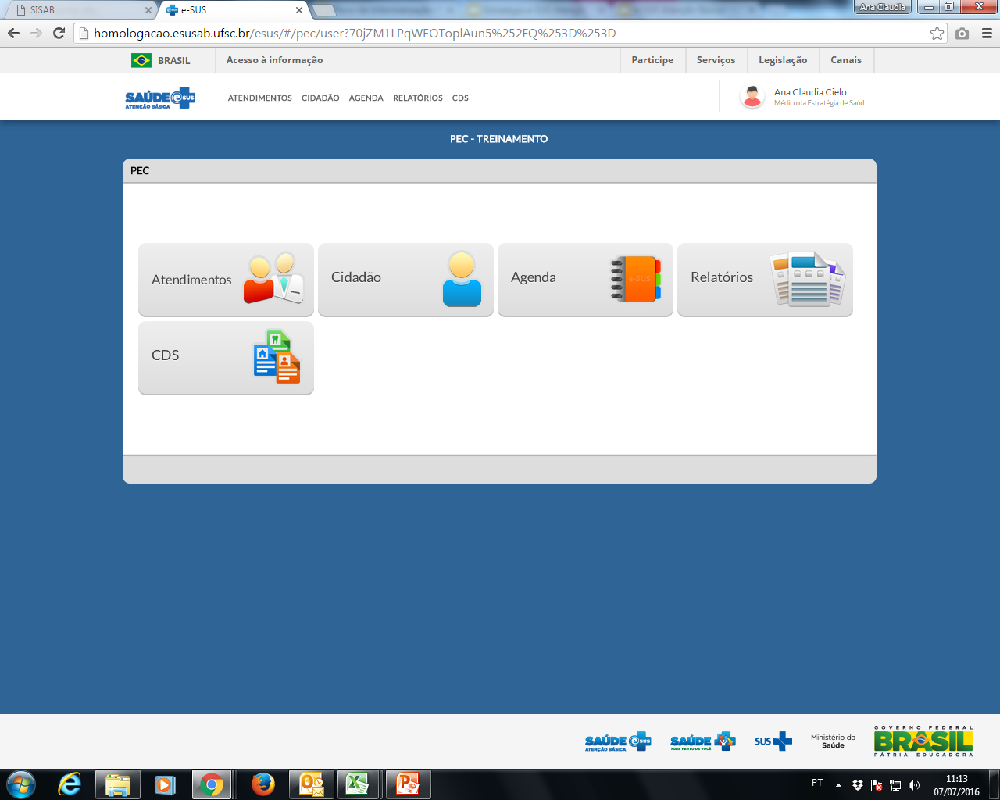 SISAB
e-SUS
Ana Claudia
homologacao.esusab.ufsc.br/esus/#/pec/user?70jZM1LPqWEOToplAun5%252FQ%253D%253D
BRASIL Acesso à informação Participe Serviços Legislação Canais
SAÚDE e-SUS
ATENÇÃO BÁSICA
ATENDIMENTOS CIDADÃO AGENDA RELATÓRIOS CDS
Ana Claudia Cielo
Médico da Estratégia de Saúd...
PEC - TREINAMENTO
PEC
Atendimentos
Cidadão
Agenda
e-SUS
Relatórios
CDS
SAÚDE e-SUS
ATENÇÃO BÁSICA
SAÚDE
MAIS PERTO DE VOCÊ
SUS
Ministério da
Saúde
GOVERNO FEDERAL
BRASIL
PÁTRIA EDUCADORA
PT
11:13
07/07/2016